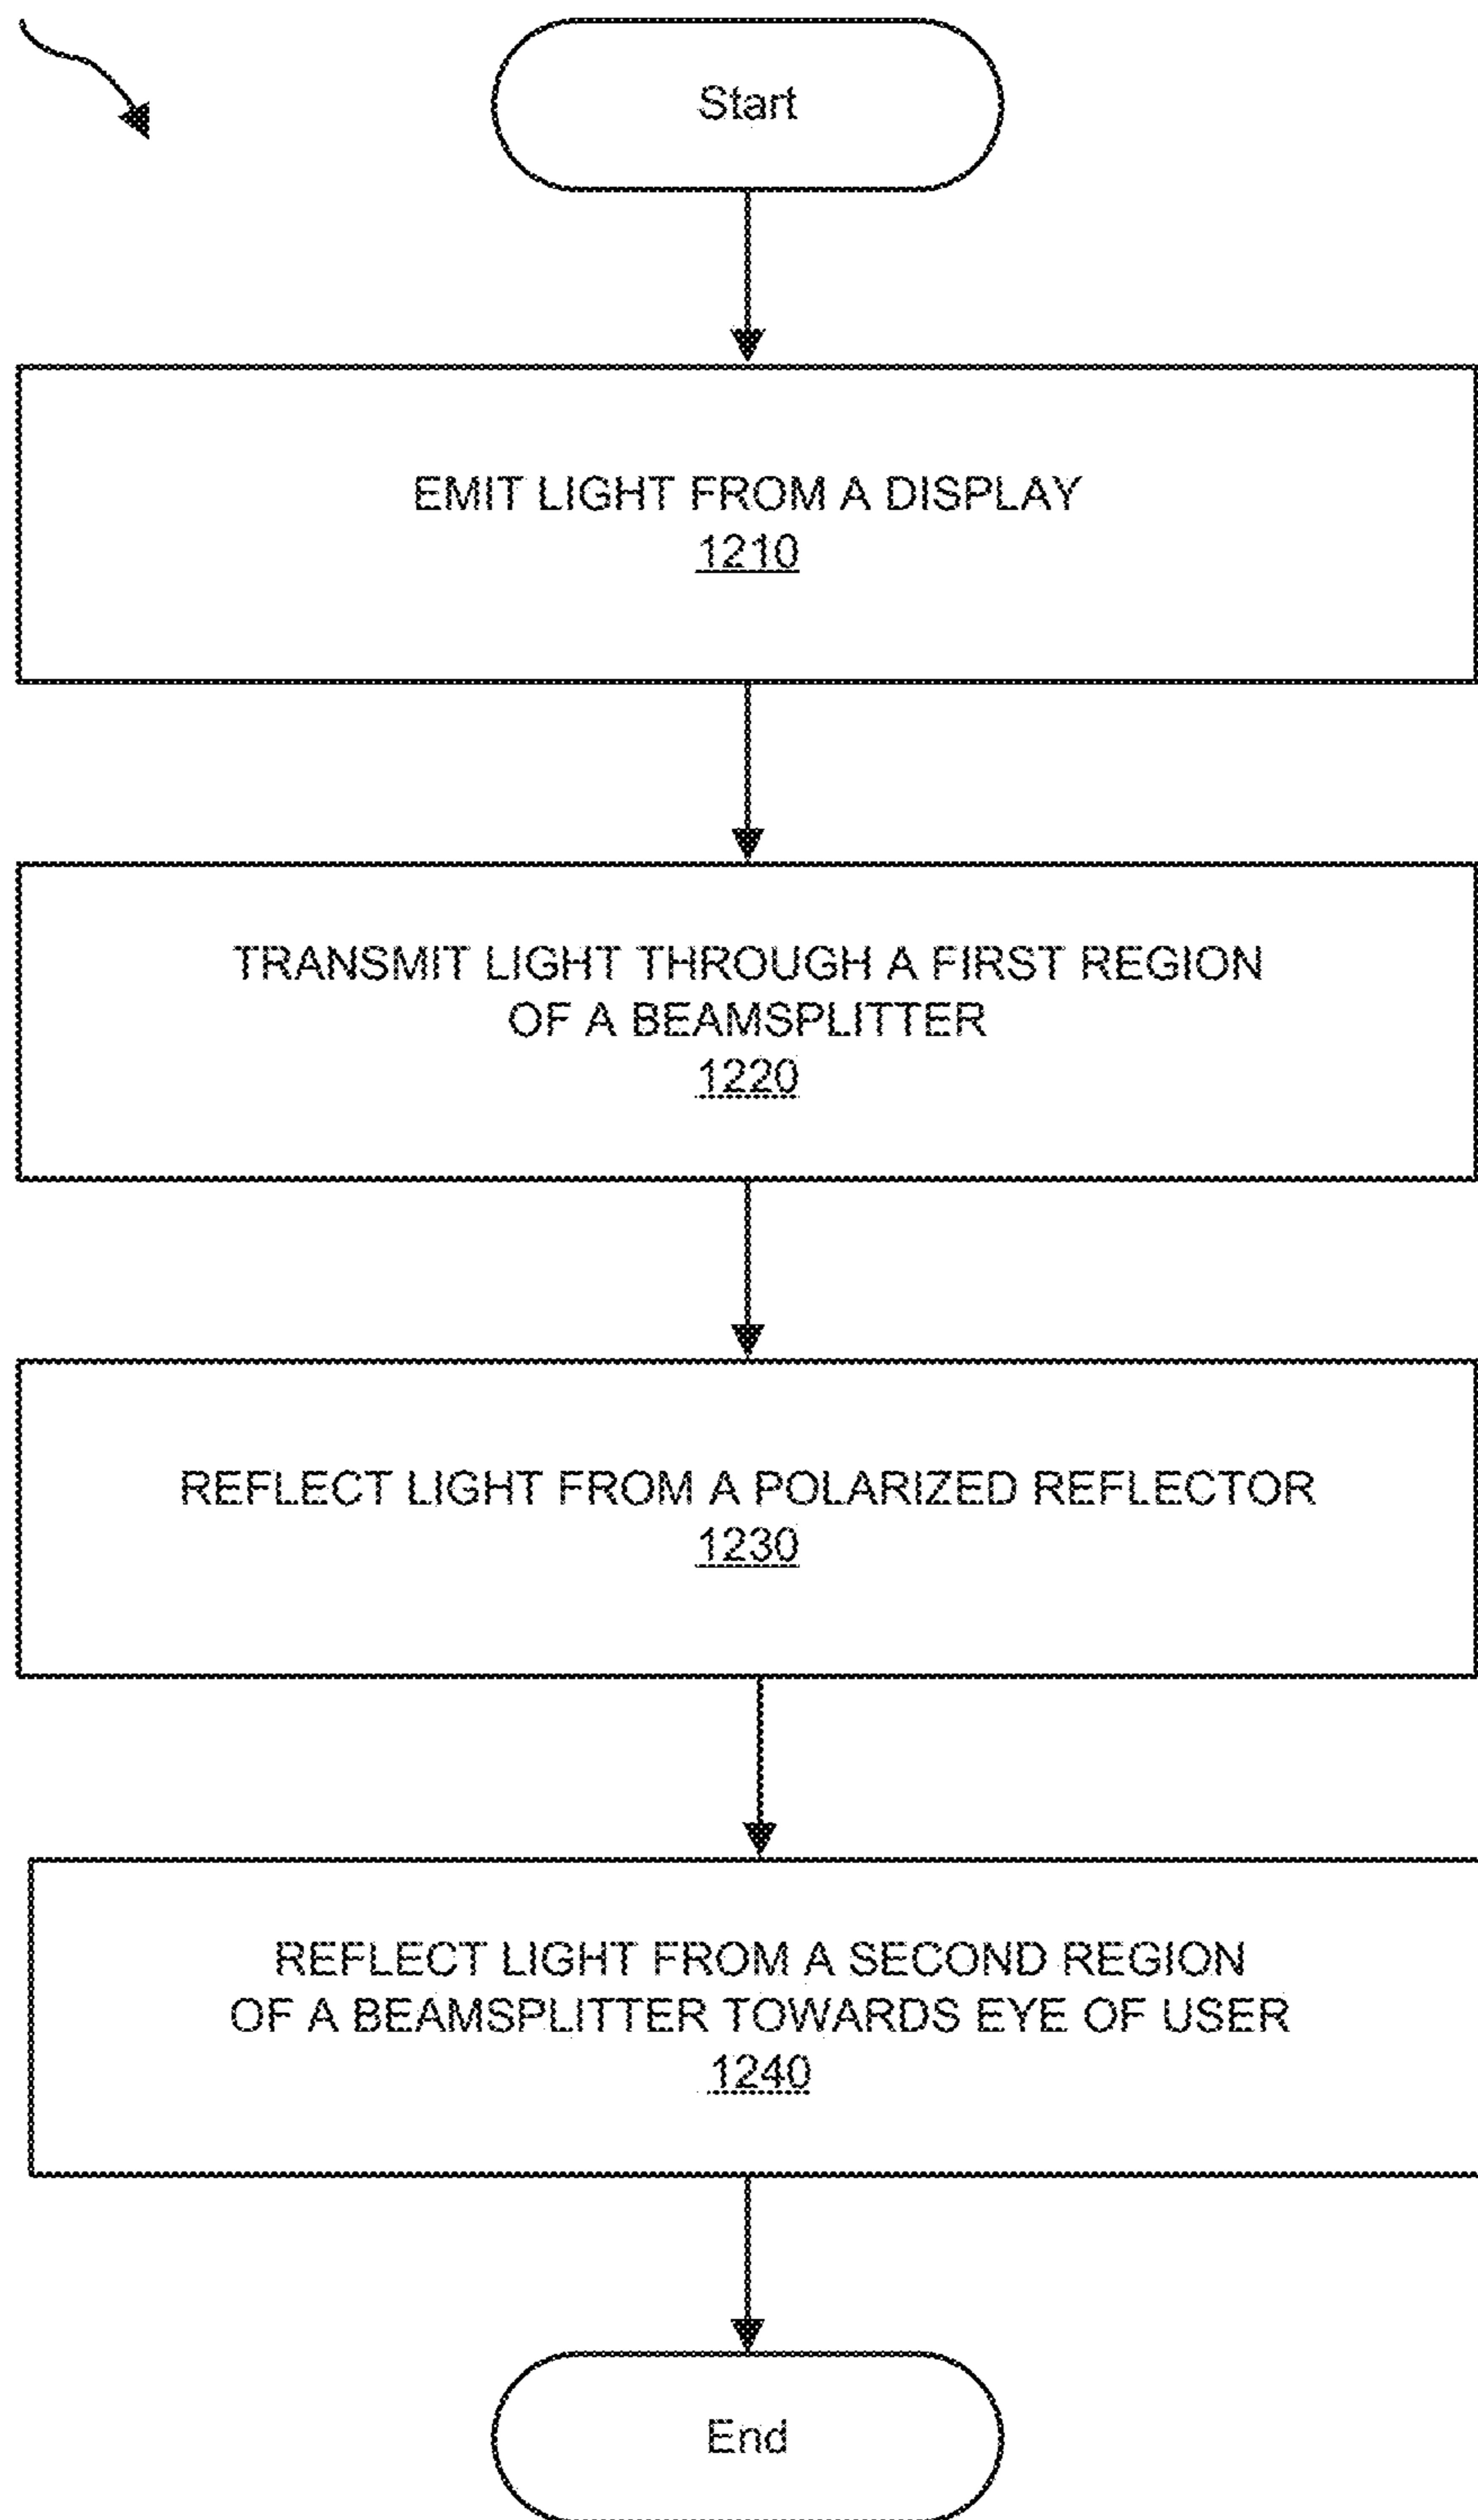 Start
EMIT LIGHT FROM A DISPLAY
1210
TRANSMIT LIGHT THROUGH A FIRST REGION
OF A BEAMSPLITTER
1220
REFLECT LIGHT FROM A POLARIZED REFLECTOR
1230
REFLECT LIGHT FROM A SECOND REGION
OF A BEAMSPLITTER TOWARDS EYE OF USER
1240
End